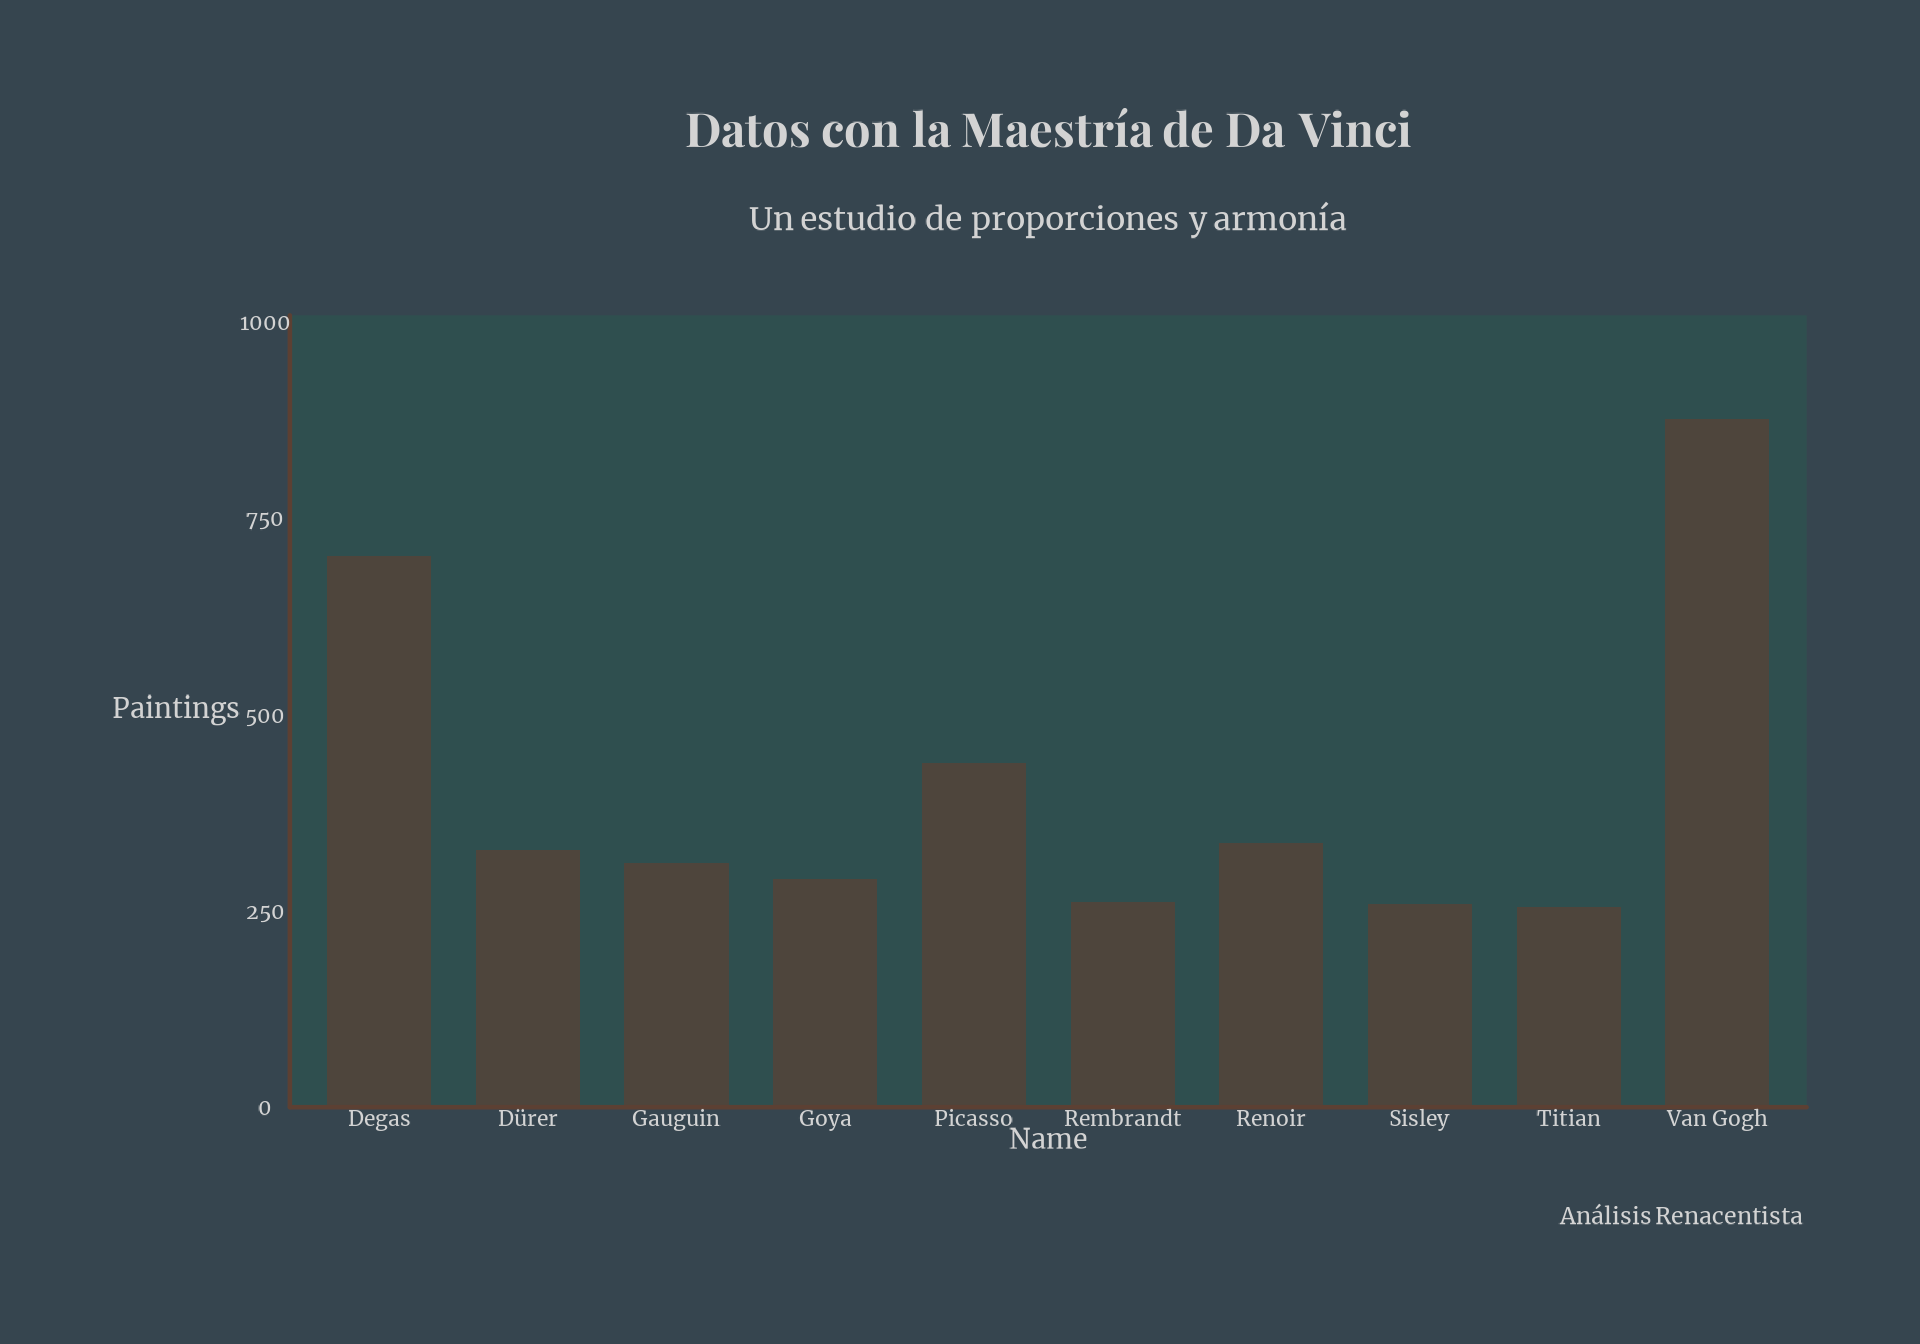 Datos con la Maestría de Da Vinci
Un estudio de proporciones y armonía
1000
750
Paintings 500
250
0
Degas Dürer Gauguin Goya Picasso Rembrandt Renoir Sisley Titian Van Gogh
Name
Análisis Renacentista